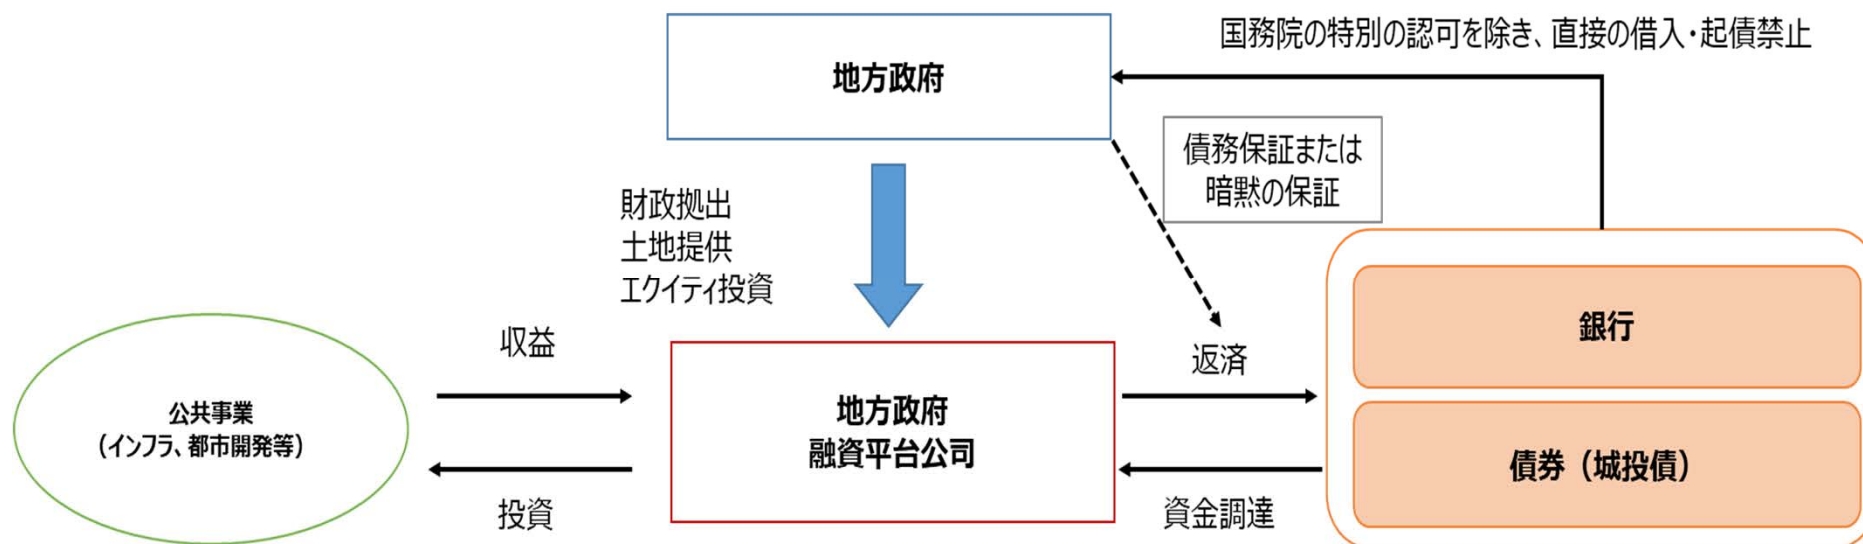 国務院の特別の認可を除き、直接の借入・起債禁止
地方政府
債務保証または
暗黙の保証
財政拠出
土地提供
エクイティ投資
収益
返済
銀行
公共事業
(インフラ、都市開発等)
地方政府
融資平台公司
債券（城投債）
投資
資金調達